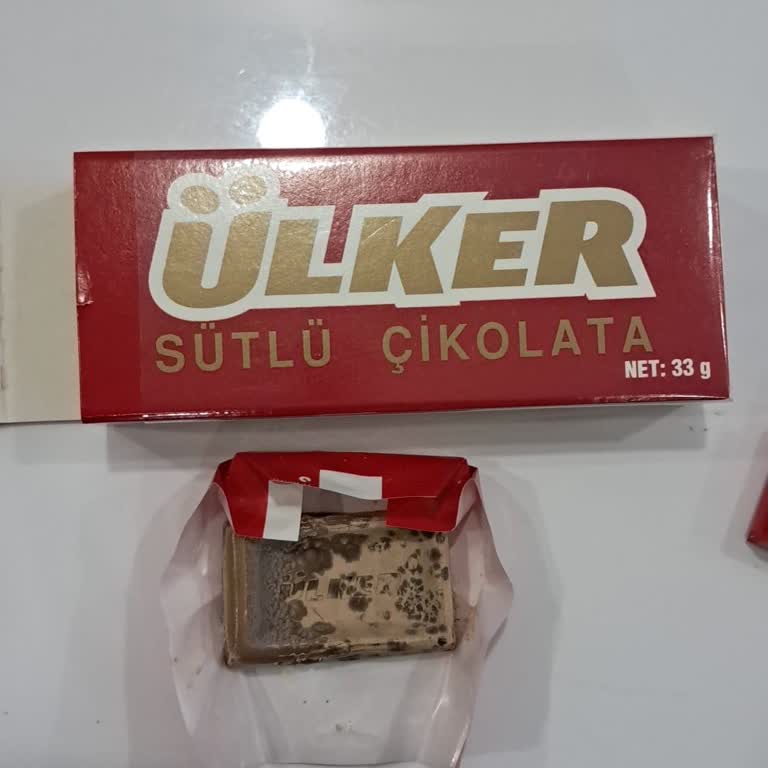 ÜLKER
SÜTLÜ ÇİKOLATA
NET: 33 g